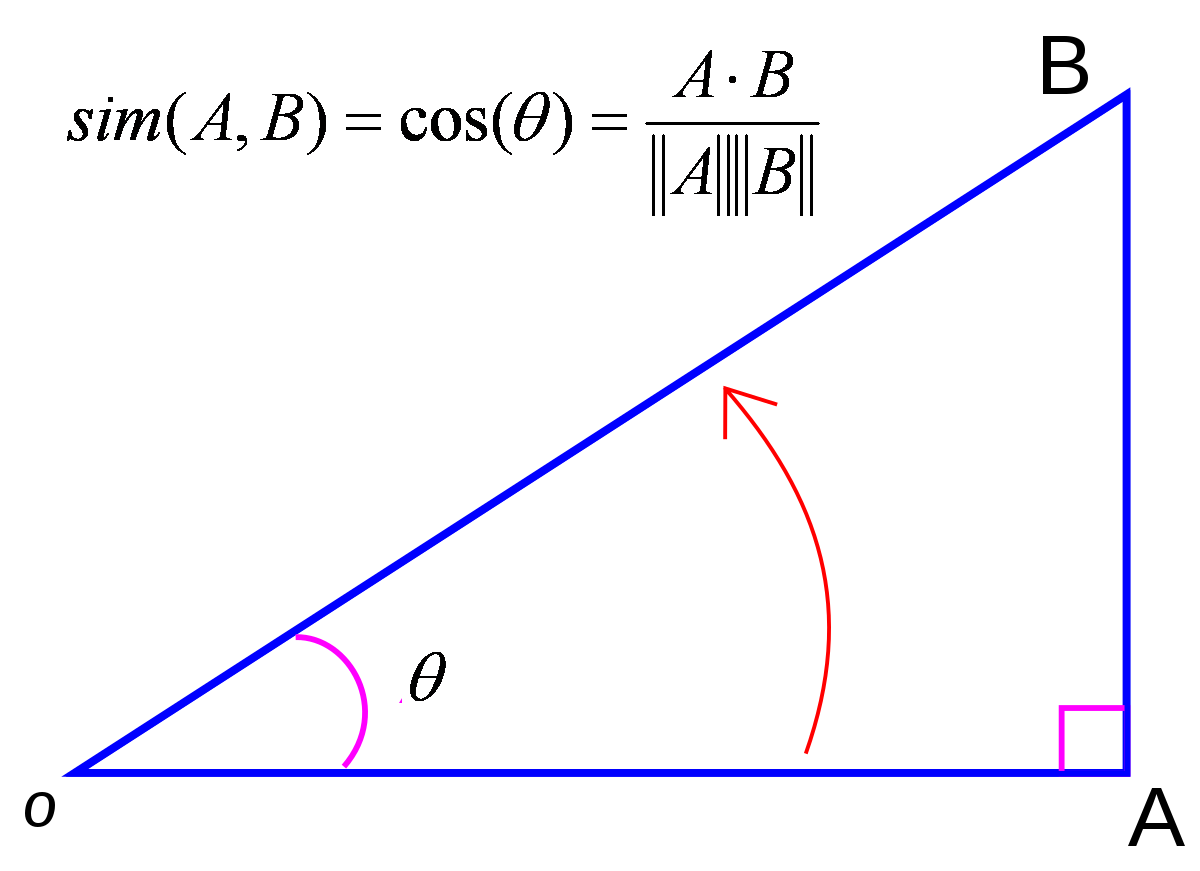 B
sim(A, B) = cos(θ) = A · B / ‖A‖‖B‖
θ
o
A